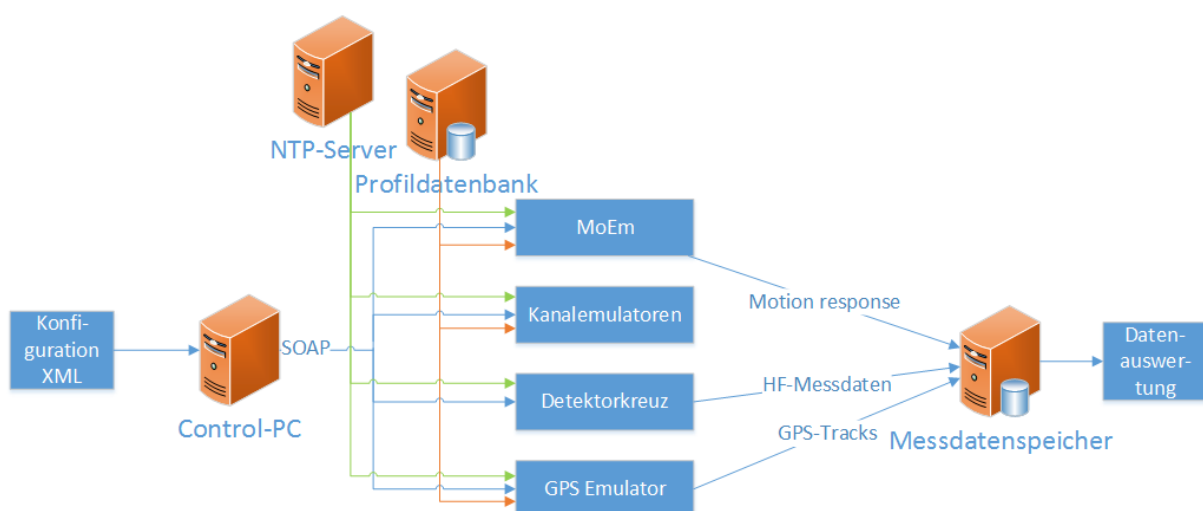 NTP-Server
Profildatenbank
MoEm
Kanalemulatoren
Detektorkreuz
GPS Emulator
Konfi-
guration
XML
Control-PC
SOAP
Motion response
HF-Messdaten
GPS-Tracks
Messdatenspeicher
Daten-
auswer-
tung